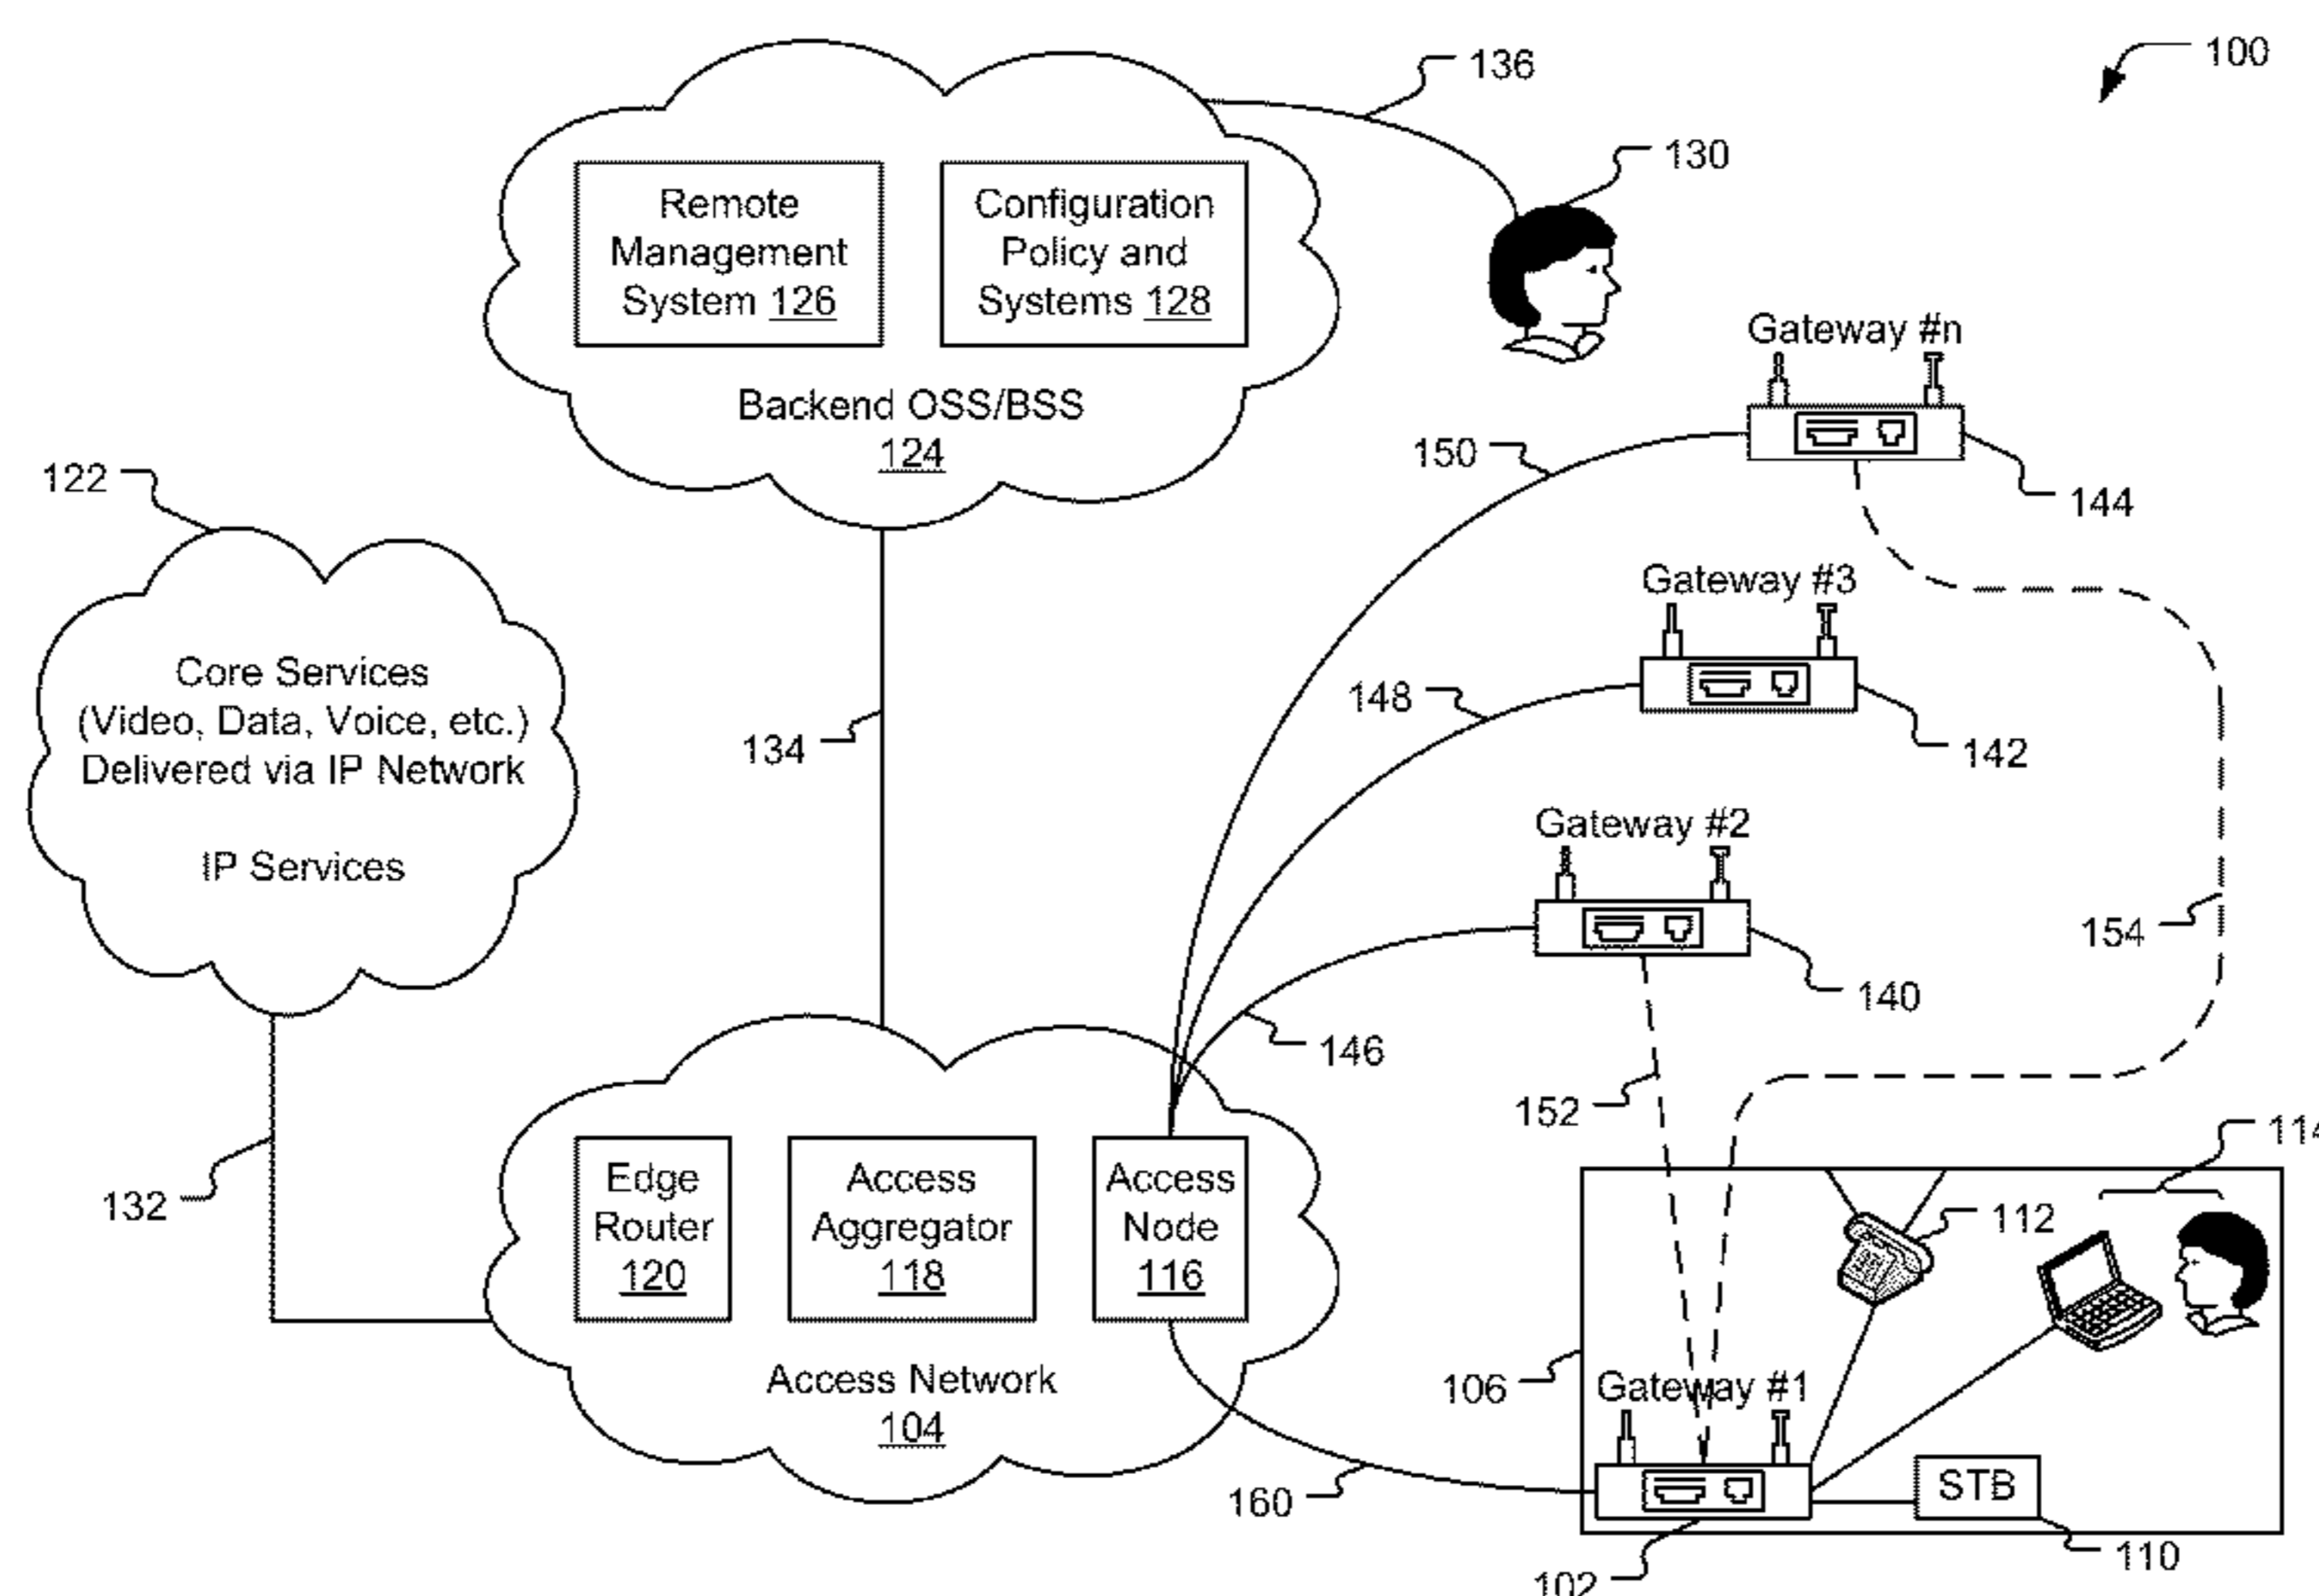 100
136
130
Remote
Management
System 126
Configuration
Policy and
Systems 128
Backend OSS/BSS
124
Gateway #n
150
144
122
Core Services
(Video, Data, Voice, etc.)
Delivered via IP Network
IP Services
134
Gateway #3
148
142
Gateway #2
154
140
146
152
132
Edge
Router
120
Access
Aggregator
118
Access
Node
116
Access Network
104
114
112
106
Gateway #1
160
STB
110
102